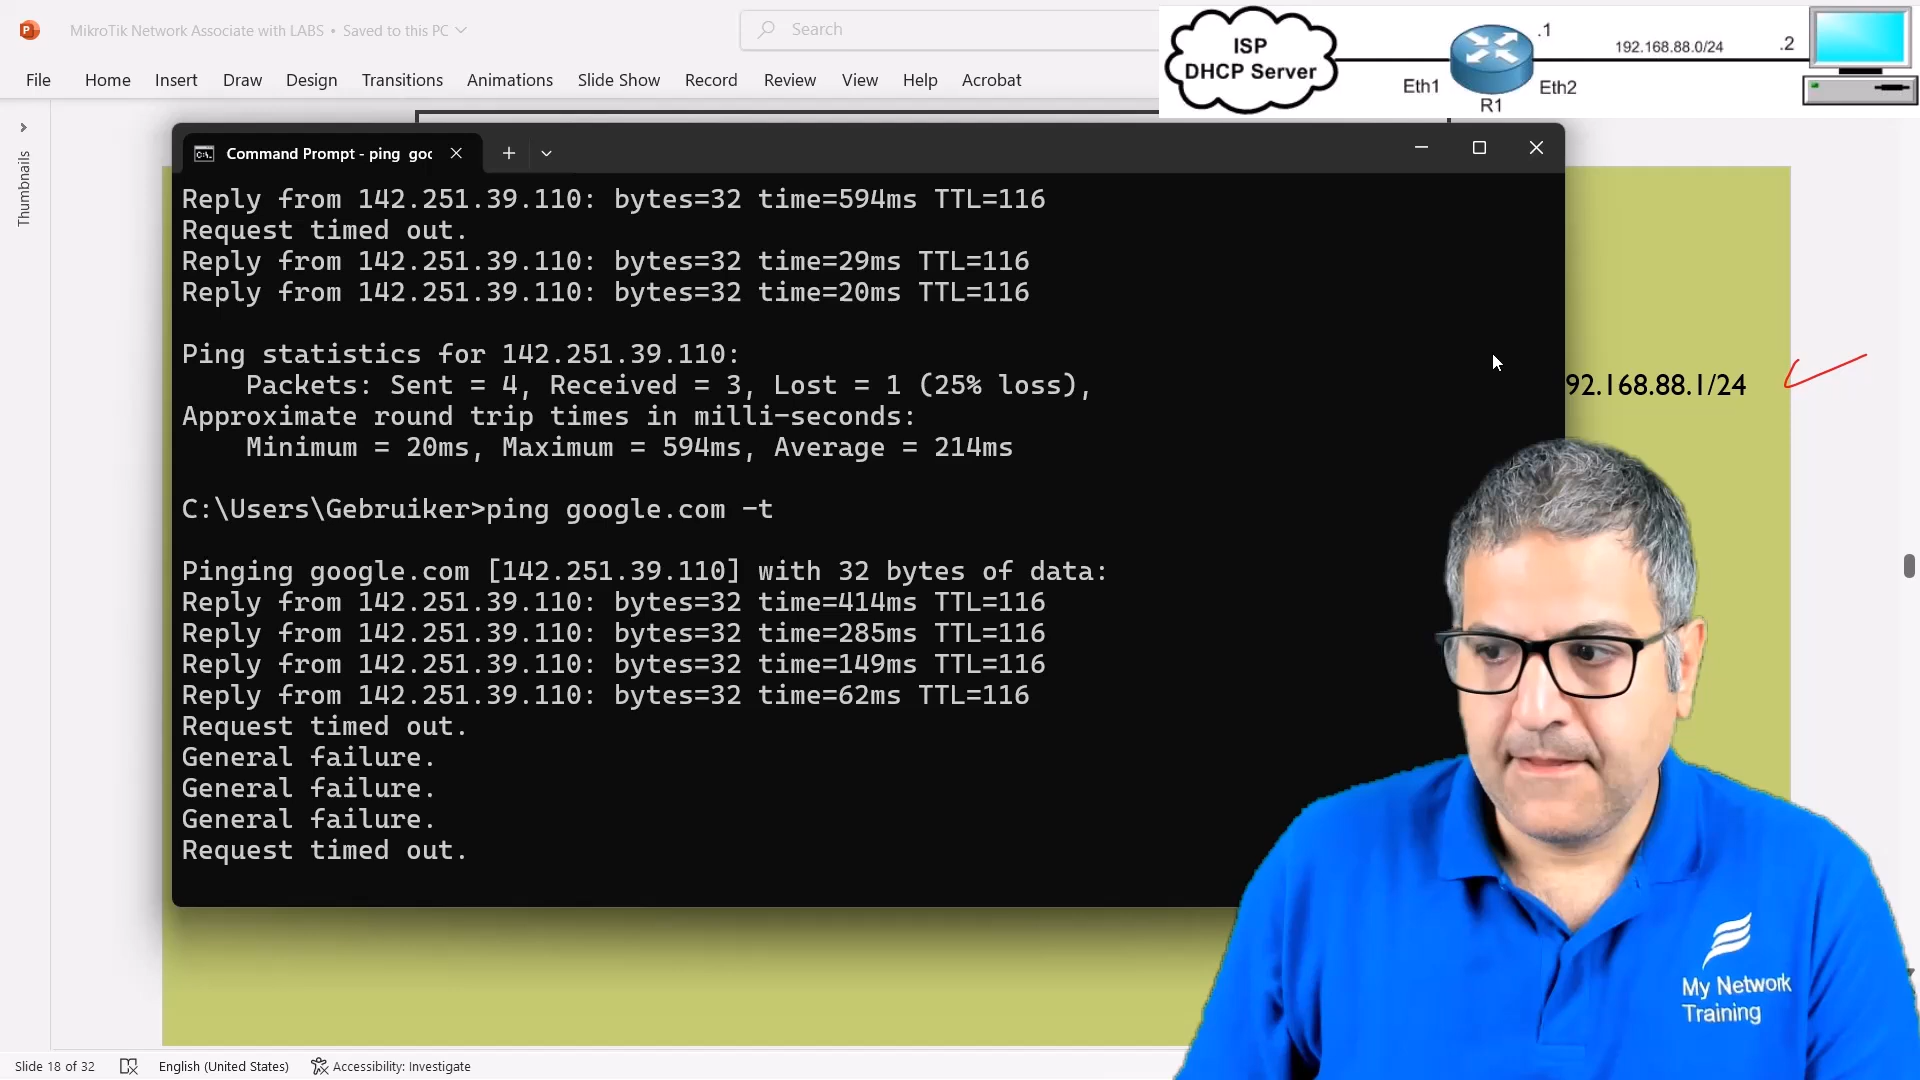 MikroTik Network Associate with LABS • Saved to this PC
Search
File Home Insert Draw Design Transitions Animations Slide Show Record Review View Help Acrobat
ISP
DHCP Server
Eth1
R1
.1
Eth2
192.168.88.0/24
.2
Thumbnails
Command Prompt - ping goo
Reply from 142.251.39.110: bytes=32 time=594ms TTL=116
Request timed out.
Reply from 142.251.39.110: bytes=32 time=29ms TTL=116
Reply from 142.251.39.110: bytes=32 time=20ms TTL=116
Ping statistics for 142.251.39.110:
Packets: Sent = 4, Received = 3, Lost = 1 (25% loss),
Approximate round trip times in milli-seconds:
Minimum = 20ms, Maximum = 594ms, Average = 214ms
C:\Users\Gebruiker>ping google.com -t
Pinging google.com [142.251.39.110] with 32 bytes of data:
Reply from 142.251.39.110: bytes=32 time=414ms TTL=116
Reply from 142.251.39.110: bytes=32 time=285ms TTL=116
Reply from 142.251.39.110: bytes=32 time=149ms TTL=116
Reply from 142.251.39.110: bytes=32 time=62ms TTL=116
Request timed out.
General failure.
General failure.
General failure.
Request timed out.
92.168.88.1/24
My Network
Training
Slide 18 of 32
English (United States)
Accessibility: Investigate